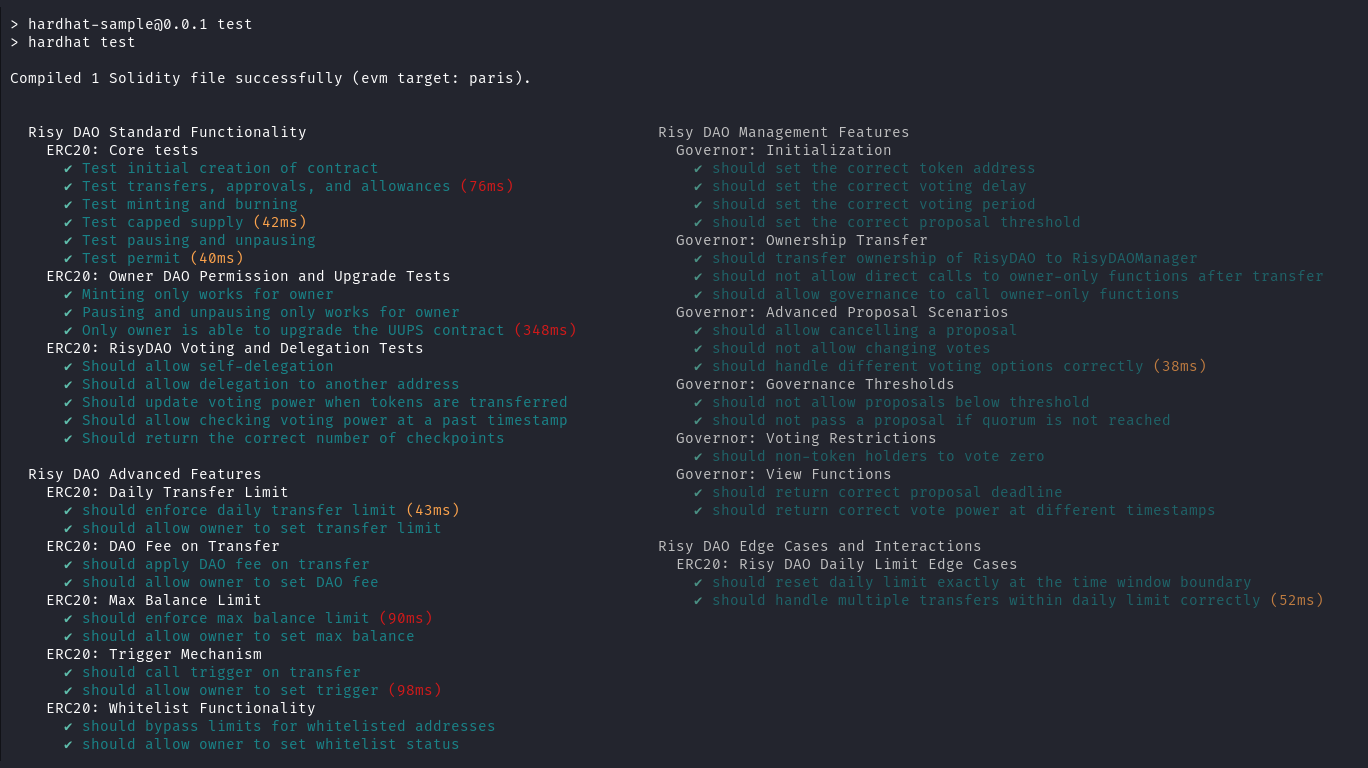 > hardhat-sample@0.0.1 test
> hardhat test
Compiled 1 Solidity file successfully (evm target: paris).
Risy DAO Standard Functionality
ERC20: Core tests
✔ Test initial creation of contract
✔ Test transfers, approvals, and allowances (76ms)
✔ Test minting and burning
✔ Test capped supply (42ms)
✔ Test pausing and unpausing
✔ Test permit (40ms)
ERC20: Owner DAO Permission and Upgrade Tests
✔ Minting only works for owner
✔ Pausing and unpausing only works for owner
✔ Only owner is able to upgrade the UUPS contract (348ms)
ERC20: RisyDAO Voting and Delegation Tests
✔ Should allow self-delegation
✔ Should allow delegation to another address
✔ Should update voting power when tokens are transferred
✔ Should allow checking voting power at a past timestamp
✔ Should return the correct number of checkpoints
Risy DAO Advanced Features
ERC20: Daily Transfer Limit
✔ should enforce daily transfer limit (43ms)
✔ should allow owner to set transfer limit
ERC20: DAO Fee on Transfer
✔ should apply DAO fee on transfer
✔ should allow owner to set DAO fee
ERC20: Max Balance Limit
✔ should enforce max balance limit (90ms)
✔ should allow owner to set max balance
ERC20: Trigger Mechanism
✔ should call trigger on transfer
✔ should allow owner to set trigger (98ms)
ERC20: Whitelist Functionality
✔ should bypass limits for whitelisted addresses
✔ should allow owner to set whitelist status
Risy DAO Management Features
Governor: Initialization
✔ should set the correct token address
✔ should set the correct voting delay
✔ should set the correct voting period
✔ should set the correct proposal threshold
Governor: Ownership Transfer
✔ should transfer ownership of RisyDAO to RisyDAOManager
✔ should not allow direct calls to owner-only functions after transfer
✔ should allow governance to call owner-only functions
Governor: Advanced Proposal Scenarios
✔ should allow cancelling a proposal
✔ should not allow changing votes
✔ should handle different voting options correctly (38ms)
Governor: Governance Thresholds
✔ should not allow proposals below threshold
✔ should not pass a proposal if quorum is not reached
Governor: Voting Restrictions
✔ should non-token holders to vote zero
Governor: View Functions
✔ should return correct proposal deadline
✔ should return correct vote power at different timestamps
Risy DAO Edge Cases and Interactions
ERC20: Risy DAO Daily Limit Edge Cases
✔ should reset daily limit exactly at the time window boundary
✔ should handle multiple transfers within daily limit correctly (52ms)